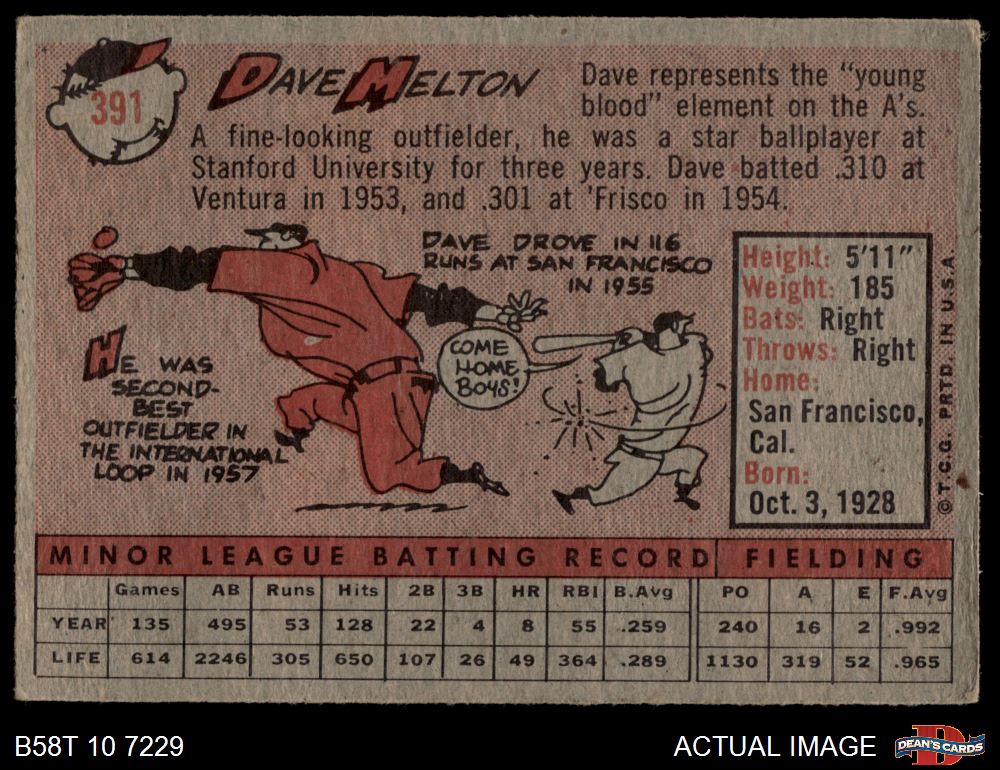 391
DAVE MELTON
Dave represents the "young
blood" element on the A's.
A fine-looking outfielder, he was a star ballplayer at
Stanford University for three years. Dave batted .310 at
Ventura in 1953, and .301 at 'Frisco in 1954.
DAVE DROVE IN 116
RUNS AT SAN FRANCISCO
IN 1955
HE WAS
SECOND-
BEST
OUTFIELDER IN
THE INTERNATIONAL
LOOP IN 1957
COME
HOME
BOYS!
Height: 5'11"
Weight: 185
Bats: Right
Throws: Right
Home:
San Francisco,
Cal.
Born:
Oct. 3, 1928
© T.C.G. PRTD. IN U.S.A.
MINOR LEAGUE BATTING RECORD FIELDING
Games AB Runs Hits 2B 3B HR RBI B.Avg PO A E F.Avg
YEAR 135 495 53 128 22 4 8 55 .259 240 16 2 .992
LIFE 614 2246 305 650 107 26 49 364 .289 1130 319 52 .965
B58T 10 7229
ACTUAL IMAGE
D
DEAN'S CARDS